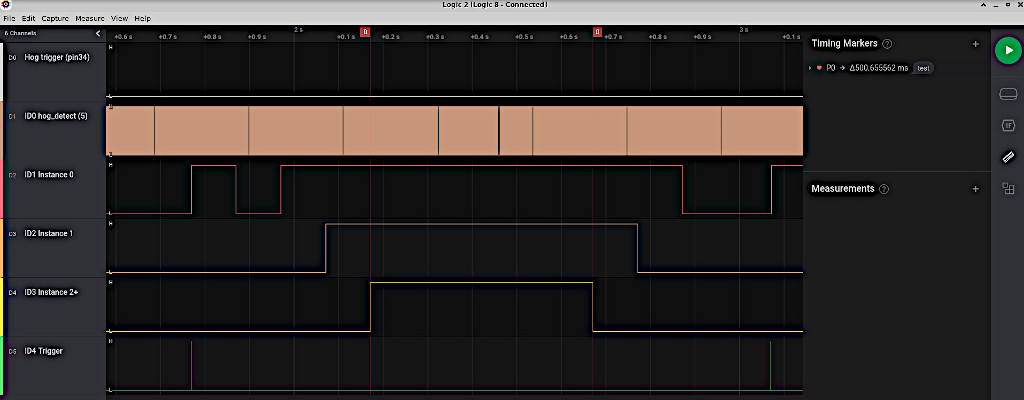 Logic 2 [Logic 8 - Connected]
File Edit Capture Measure View Help
6 Channels
2 s
3 s
+0.6 s +0.7 s +0.8 s +0.9 s +0.1 s +0.2 s +0.3 s +0.4 s +0.5 s +0.6 s +0.7 s +0.8 s +0.9 s +0.1 s
D0 Hog trigger (pin34)
D1 ID0 hog_detect (5)
D2 ID1 Instance 0
D3 ID2 Instance 1
D4 ID3 Instance 2+
D5 ID4 Trigger
Timing Markers ? +
P0 → Δ500.655562 ms test
Measurements ? +